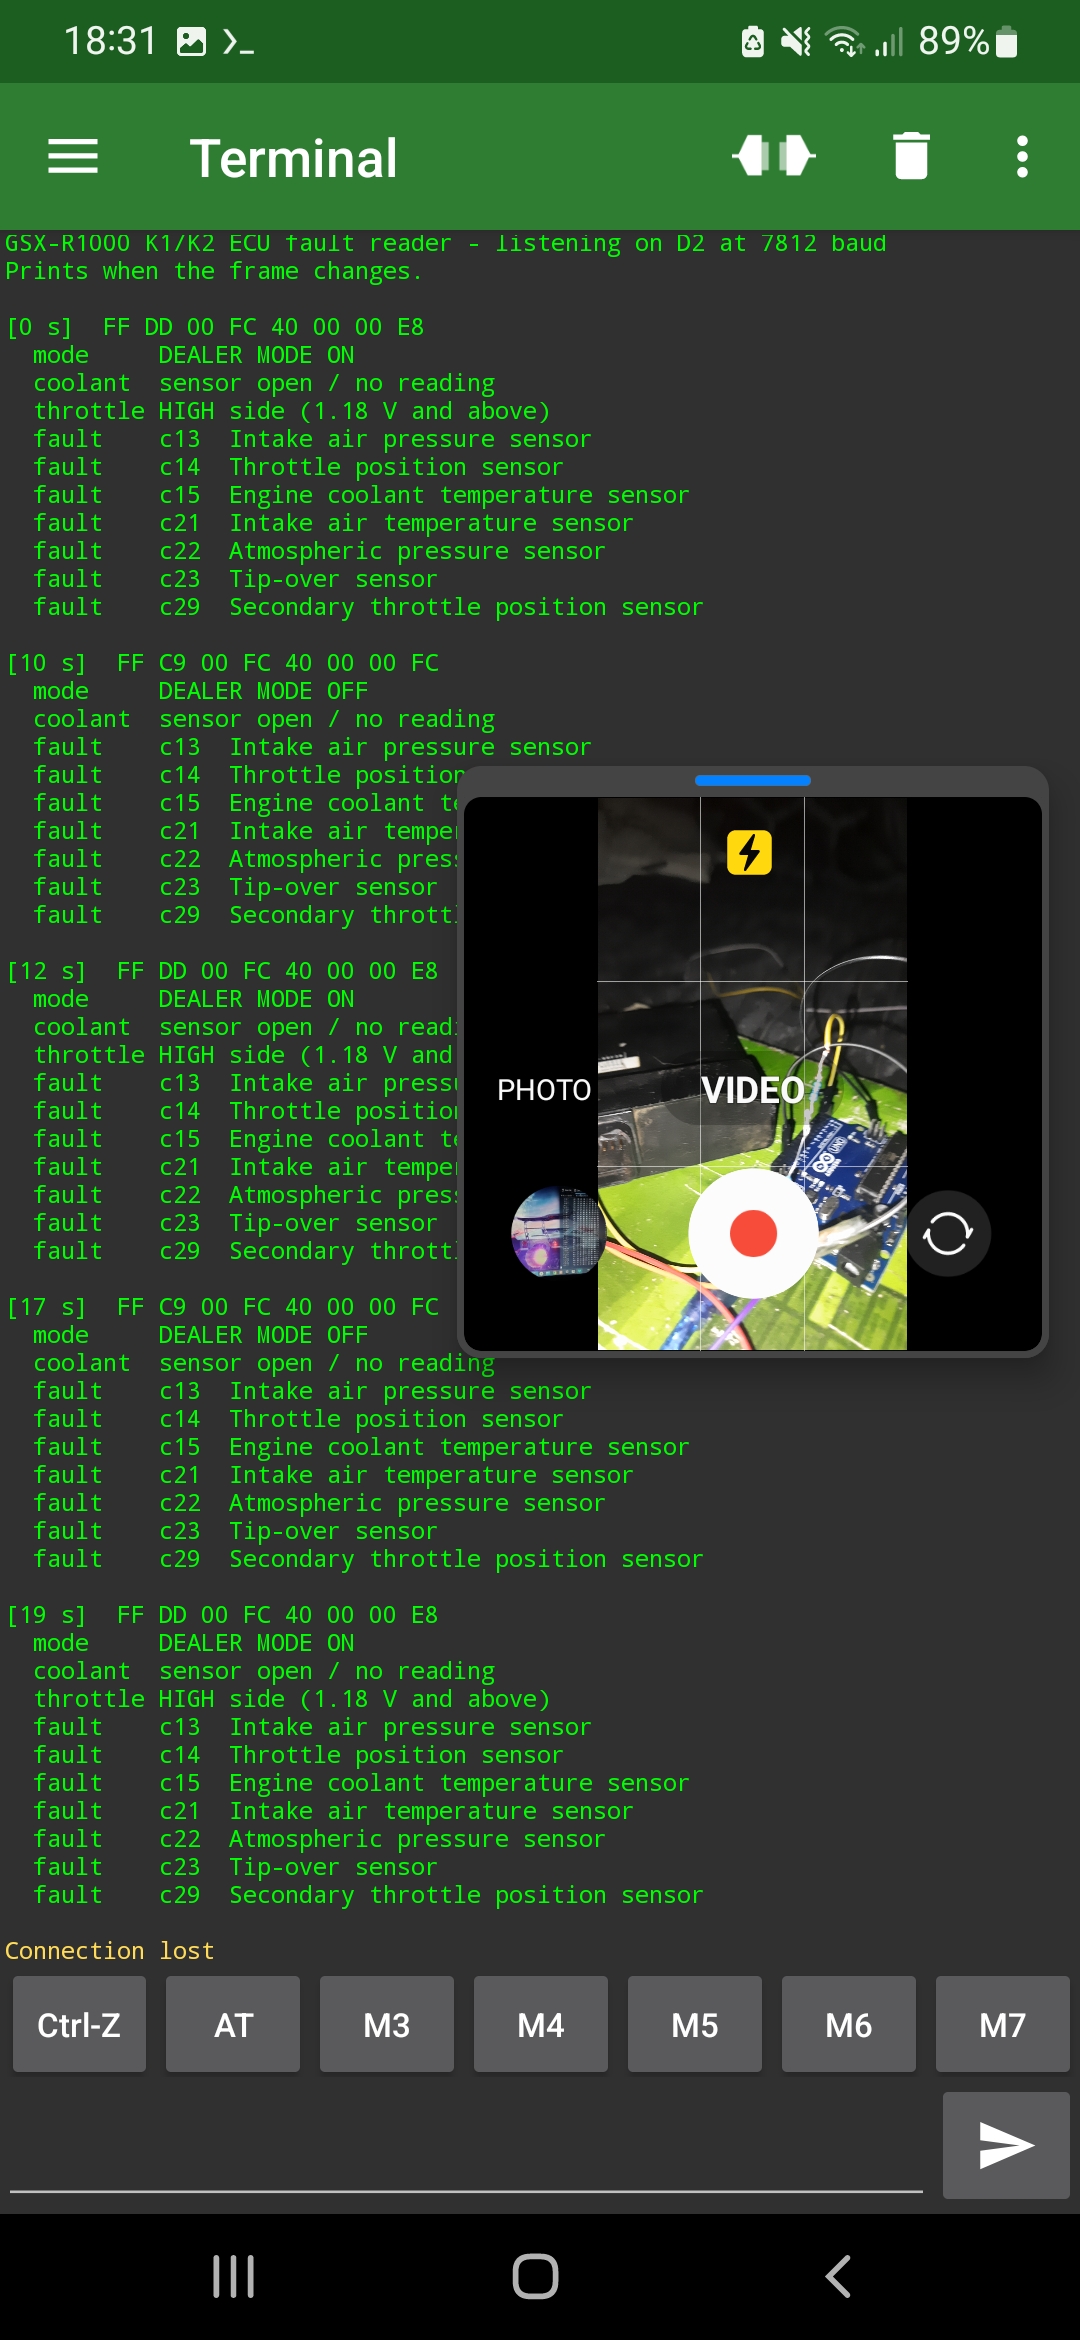 18:31
89%
Terminal
GSX-R1000 K1/K2 ECU fault reader - listening on D2 at 7812 baud
Prints when the frame changes.
[0 s]  FF DD 00 FC 40 00 00 E8
mode     DEALER MODE ON
coolant  sensor open / no reading
throttle HIGH side (1.18 V and above)
fault    c13  Intake air pressure sensor
fault    c14  Throttle position sensor
fault    c15  Engine coolant temperature sensor
fault    c21  Intake air temperature sensor
fault    c22  Atmospheric pressure sensor
fault    c23  Tip-over sensor
fault    c29  Secondary throttle position sensor
[10 s]  FF C9 00 FC 40 00 00 FC
mode     DEALER MODE OFF
coolant  sensor open / no reading
fault    c13  Intake air pressure sensor
fault    c14  Throttle position
fault    c15  Engine coolant te
fault    c21  Intake air temper
fault    c22  Atmospheric press
fault    c23  Tip-over sensor
fault    c29  Secondary throttl
[12 s]  FF DD 00 FC 40 00 00 E8
mode     DEALER MODE ON
coolant  sensor open / no readi
throttle HIGH side (1.18 V and
fault    c13  Intake air pressu
fault    c14  Throttle position
fault    c15  Engine coolant te
fault    c21  Intake air temper
fault    c22  Atmospheric press
fault    c23  Tip-over sensor
fault    c29  Secondary throttl
PHOTO
VIDEO
UNO
[17 s]  FF C9 00 FC 40 00 00 FC
mode     DEALER MODE OFF
coolant  sensor open / no reading
fault    c13  Intake air pressure sensor
fault    c14  Throttle position sensor
fault    c15  Engine coolant temperature sensor
fault    c21  Intake air temperature sensor
fault    c22  Atmospheric pressure sensor
fault    c23  Tip-over sensor
fault    c29  Secondary throttle position sensor
[19 s]  FF DD 00 FC 40 00 00 E8
mode     DEALER MODE ON
coolant  sensor open / no reading
throttle HIGH side (1.18 V and above)
fault    c13  Intake air pressure sensor
fault    c14  Throttle position sensor
fault    c15  Engine coolant temperature sensor
fault    c21  Intake air temperature sensor
fault    c22  Atmospheric pressure sensor
fault    c23  Tip-over sensor
fault    c29  Secondary throttle position sensor
Connection lost
Ctrl-Z AT M3 M4 M5 M6 M7